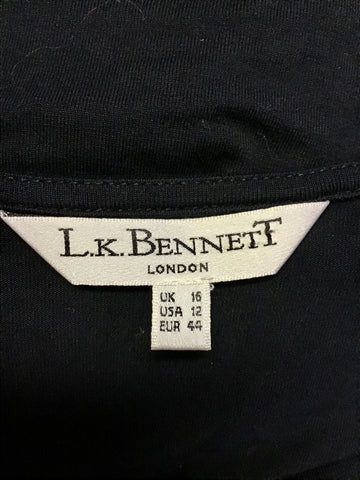 L.K.BENNETT
LONDON
UK 16
USA 12
EUR 44